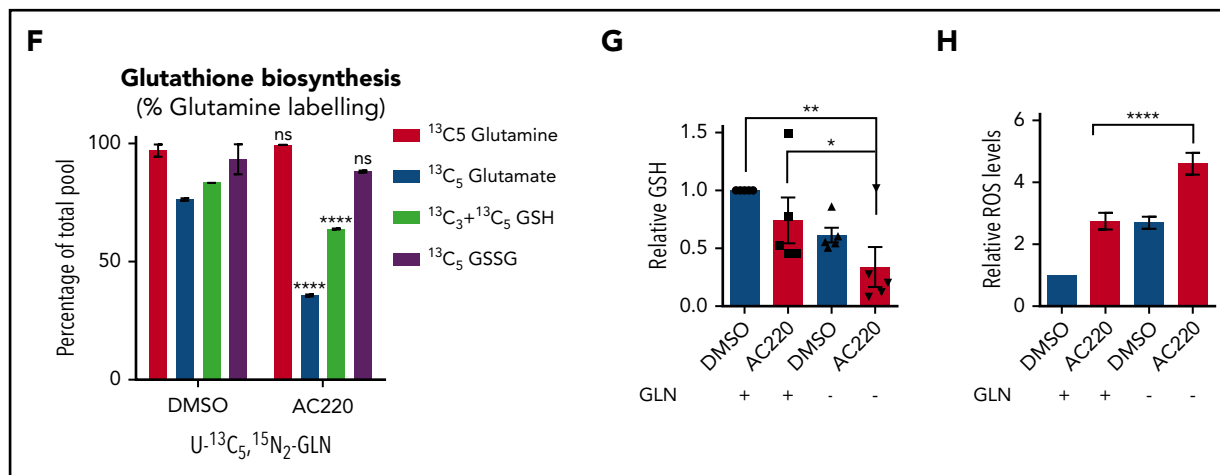 F
Glutathione biosynthesis
(% Glutamine labelling)
Percentage of total pool
100
50
0
ns
****
****
ns
DMSO
AC220
U-¹³C₅,¹⁵N₂-GLN
¹³C5 Glutamine
¹³C₅ Glutamate
¹³C₃+¹³C₅ GSH
¹³C₅ GSSG
G
Relative GSH
1.5
1.0
0.5
0.0
**
*
DMSO
AC220
DMSO
AC220
GLN + + - -
H
Relative ROS levels
6
4
2
0
****
DMSO
AC220
DMSO
AC220
GLN + + - -